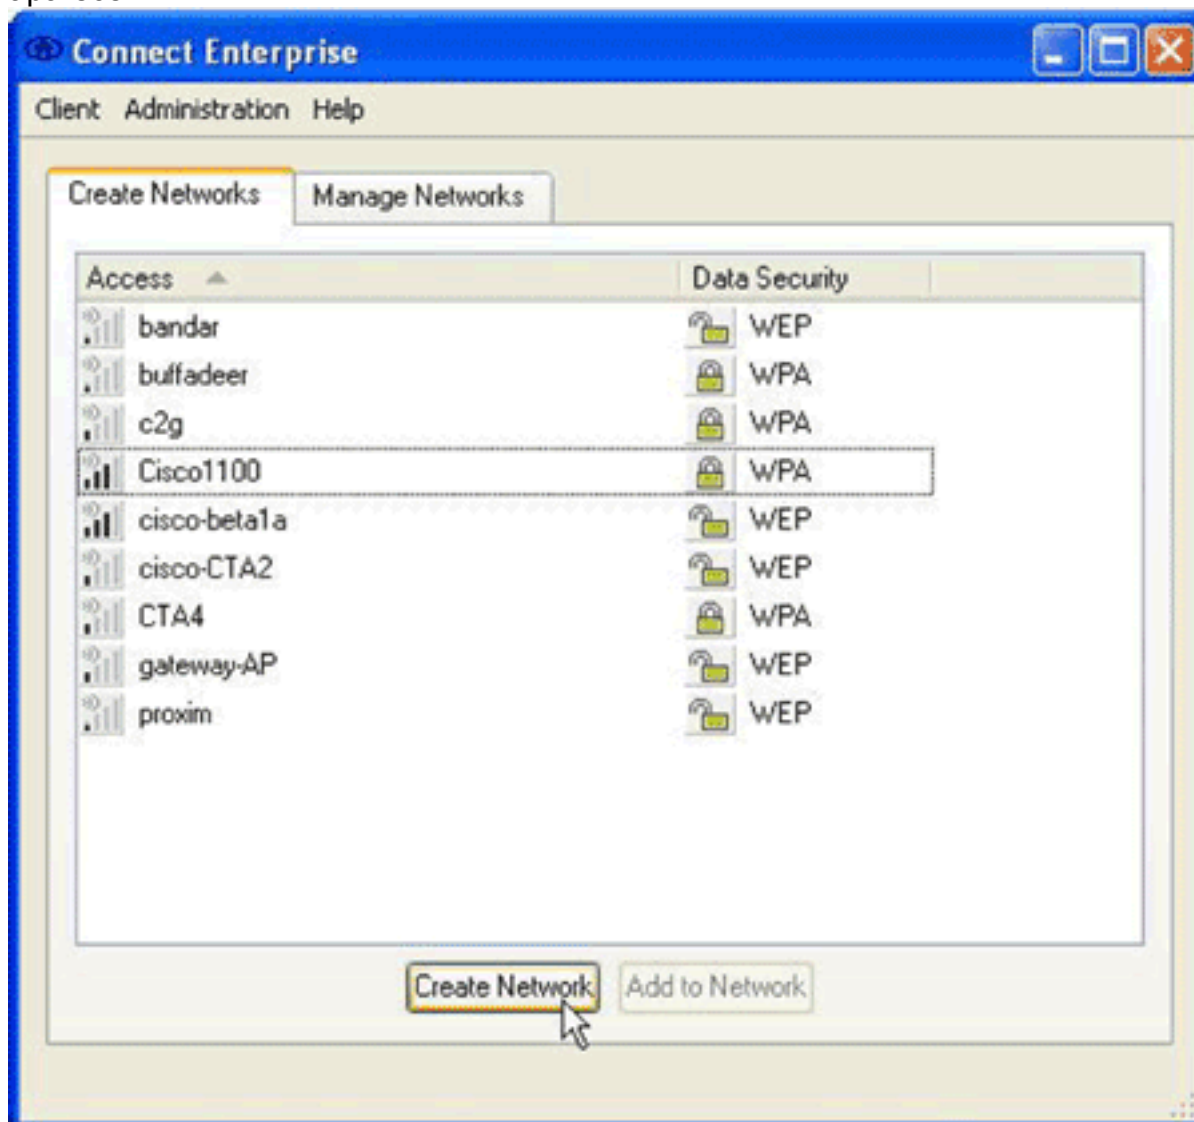 Connect Enterprise
Client Administration Help
Create Networks Manage Networks
Access Data Security
bandar WEP
buffadeer WPA
c2g WPA
Cisco1100 WPA
cisco-beta1a WEP
cisco-CTA2 WEP
CTA4 WPA
gateway-AP WEP
proxim WEP
Create Network Add to Network